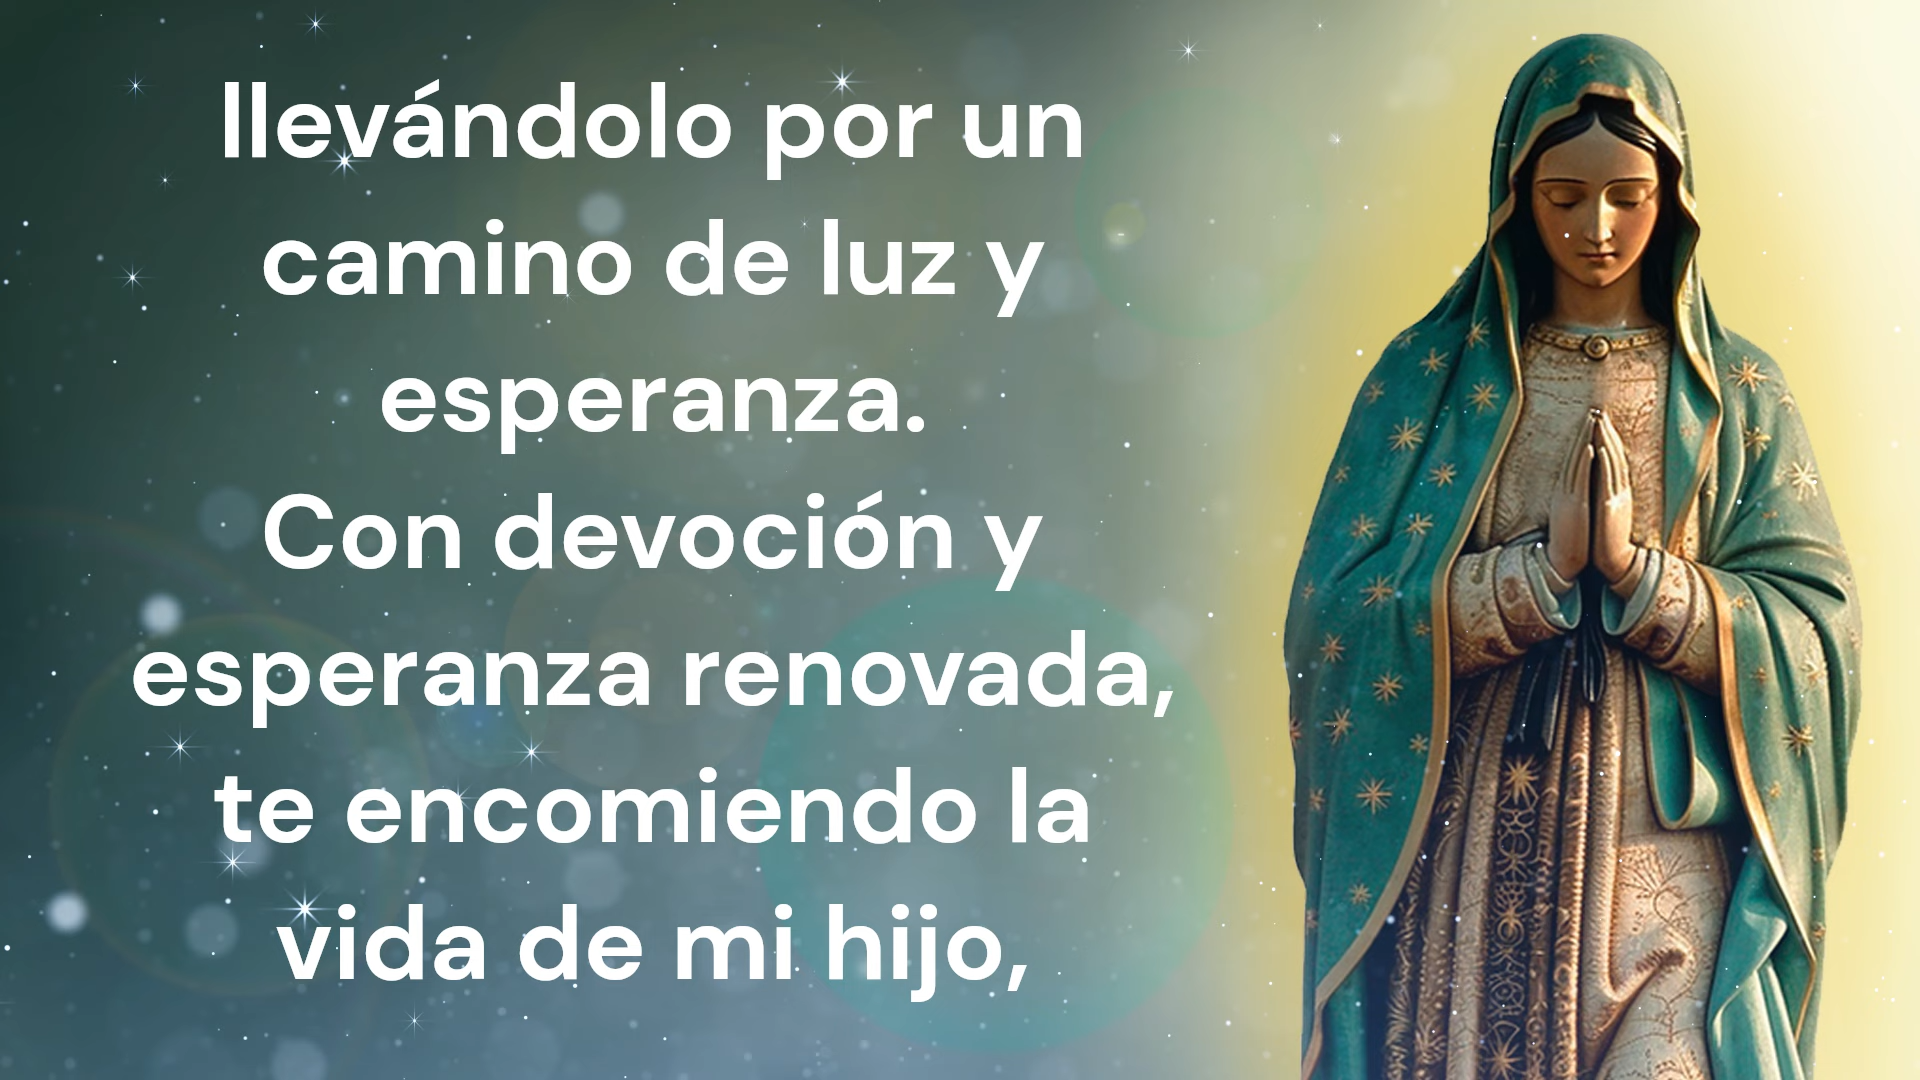 llevándolo por un
camino de luz y
esperanza.
Con devoción y
esperanza renovada,
te encomiendo la
vida de mi hijo,